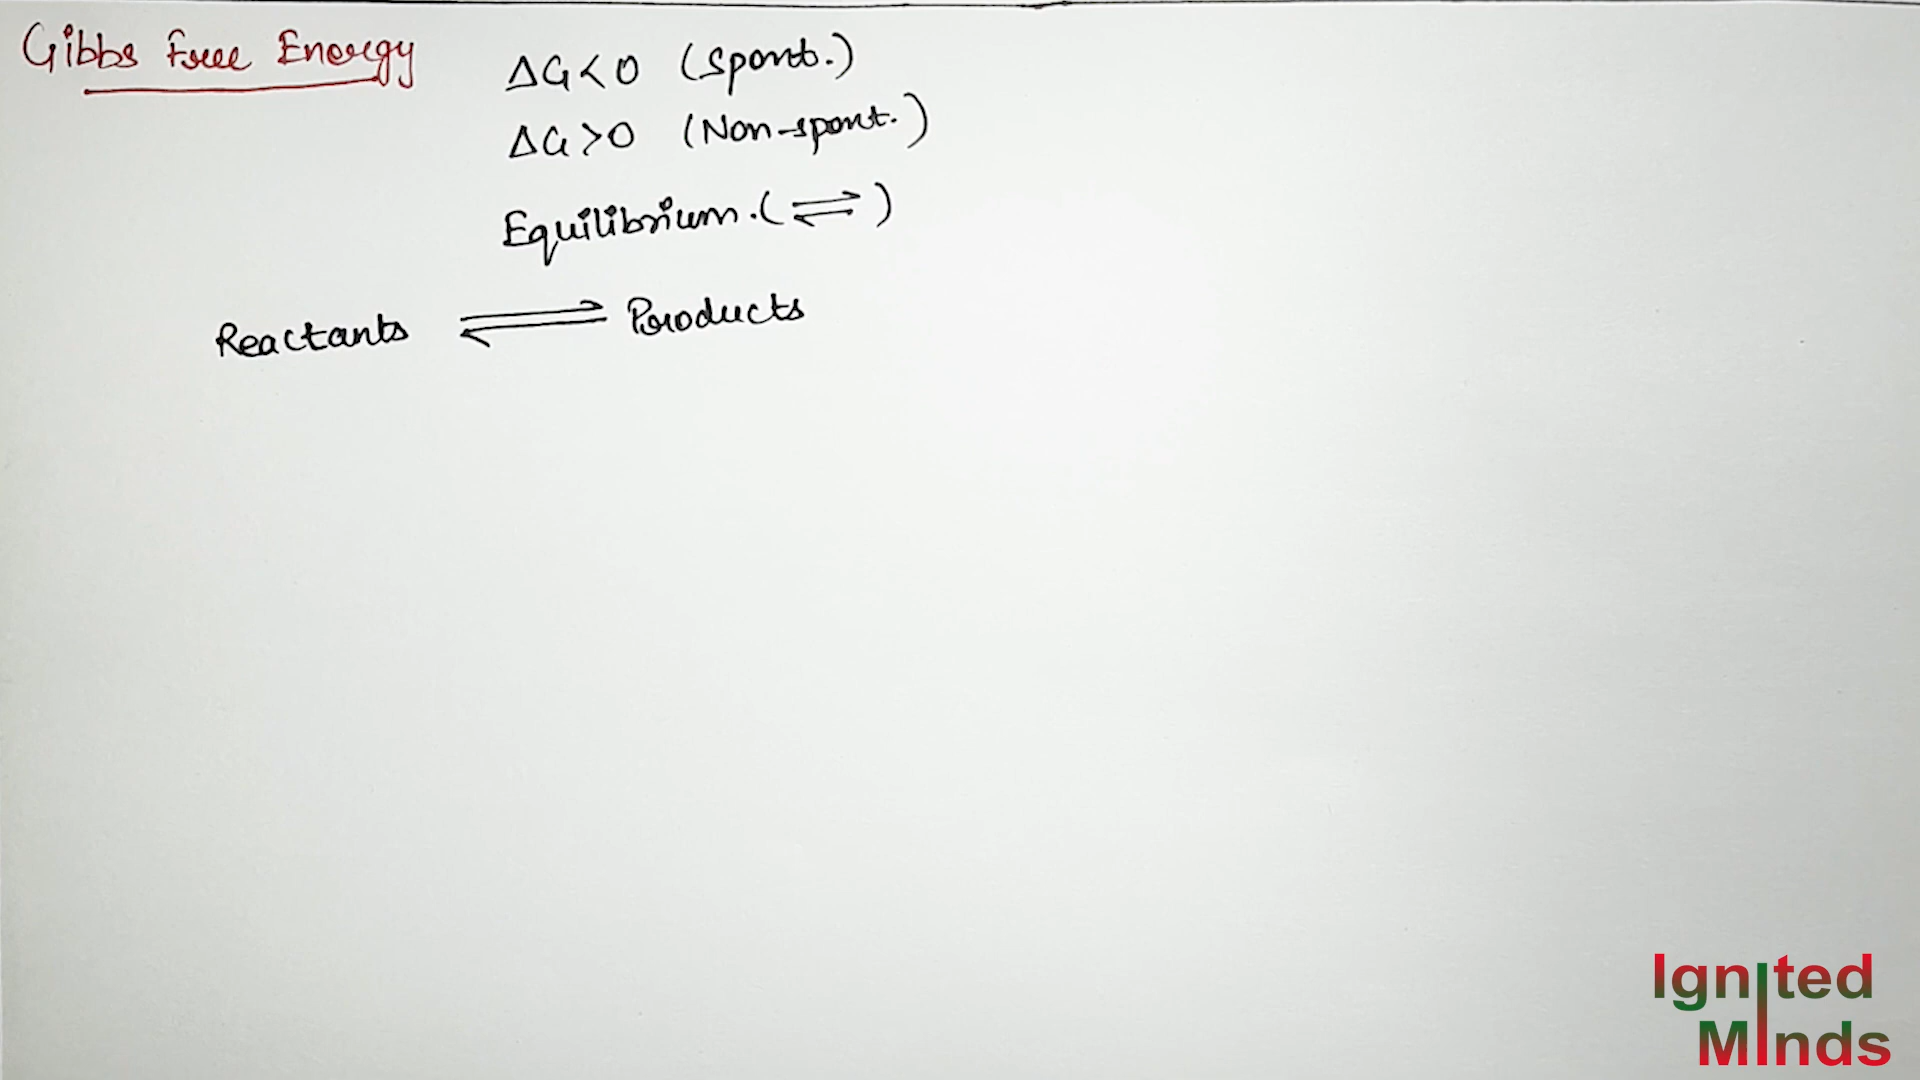 Gibbs Free Energy
ΔG < 0 (Spont.)
ΔG > 0 (Non-spont.)
Equilibrium. (⇌)
Reactants ⇌ Products
Ignited
Minds